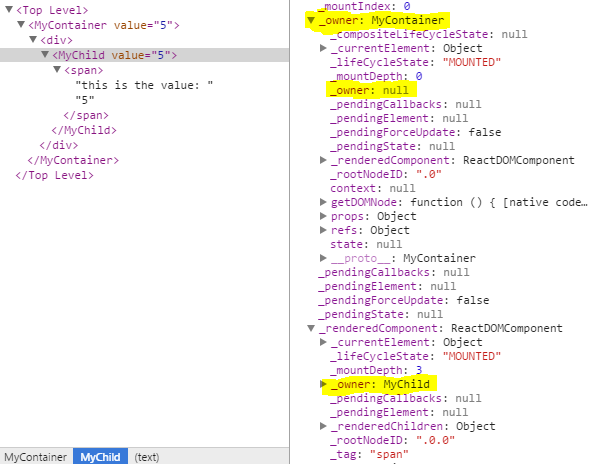 <Top Level>
<MyContainer value="5">
<div>
<MyChild value="5">
<span>
"this is the value: "
"5"
</span>
</MyChild>
</div>
</MyContainer>
</Top Level>
MyContainer MyChild (text)
_mountIndex: 0
_owner: MyContainer
_compositeLifeCycleState: null
_currentElement: Object
_lifeCycleState: "MOUNTED"
_mountDepth: 0
_owner: null
_pendingCallbacks: null
_pendingElement: null
_pendingForceUpdate: false
_pendingState: null
_renderedComponent: ReactDOMComponent
_rootNodeID: ".0"
context: null
getDOMNode: function () { [native code…
props: Object
refs: Object
state: null
__proto__: MyContainer
_pendingCallbacks: null
_pendingElement: null
_pendingForceUpdate: false
_pendingState: null
_renderedComponent: ReactDOMComponent
_currentElement: Object
_lifeCycleState: "MOUNTED"
_mountDepth: 3
_owner: MyChild
_pendingCallbacks: null
_pendingElement: null
_renderedChildren: Object
_rootNodeID: ".0.0"
_tag: "span"